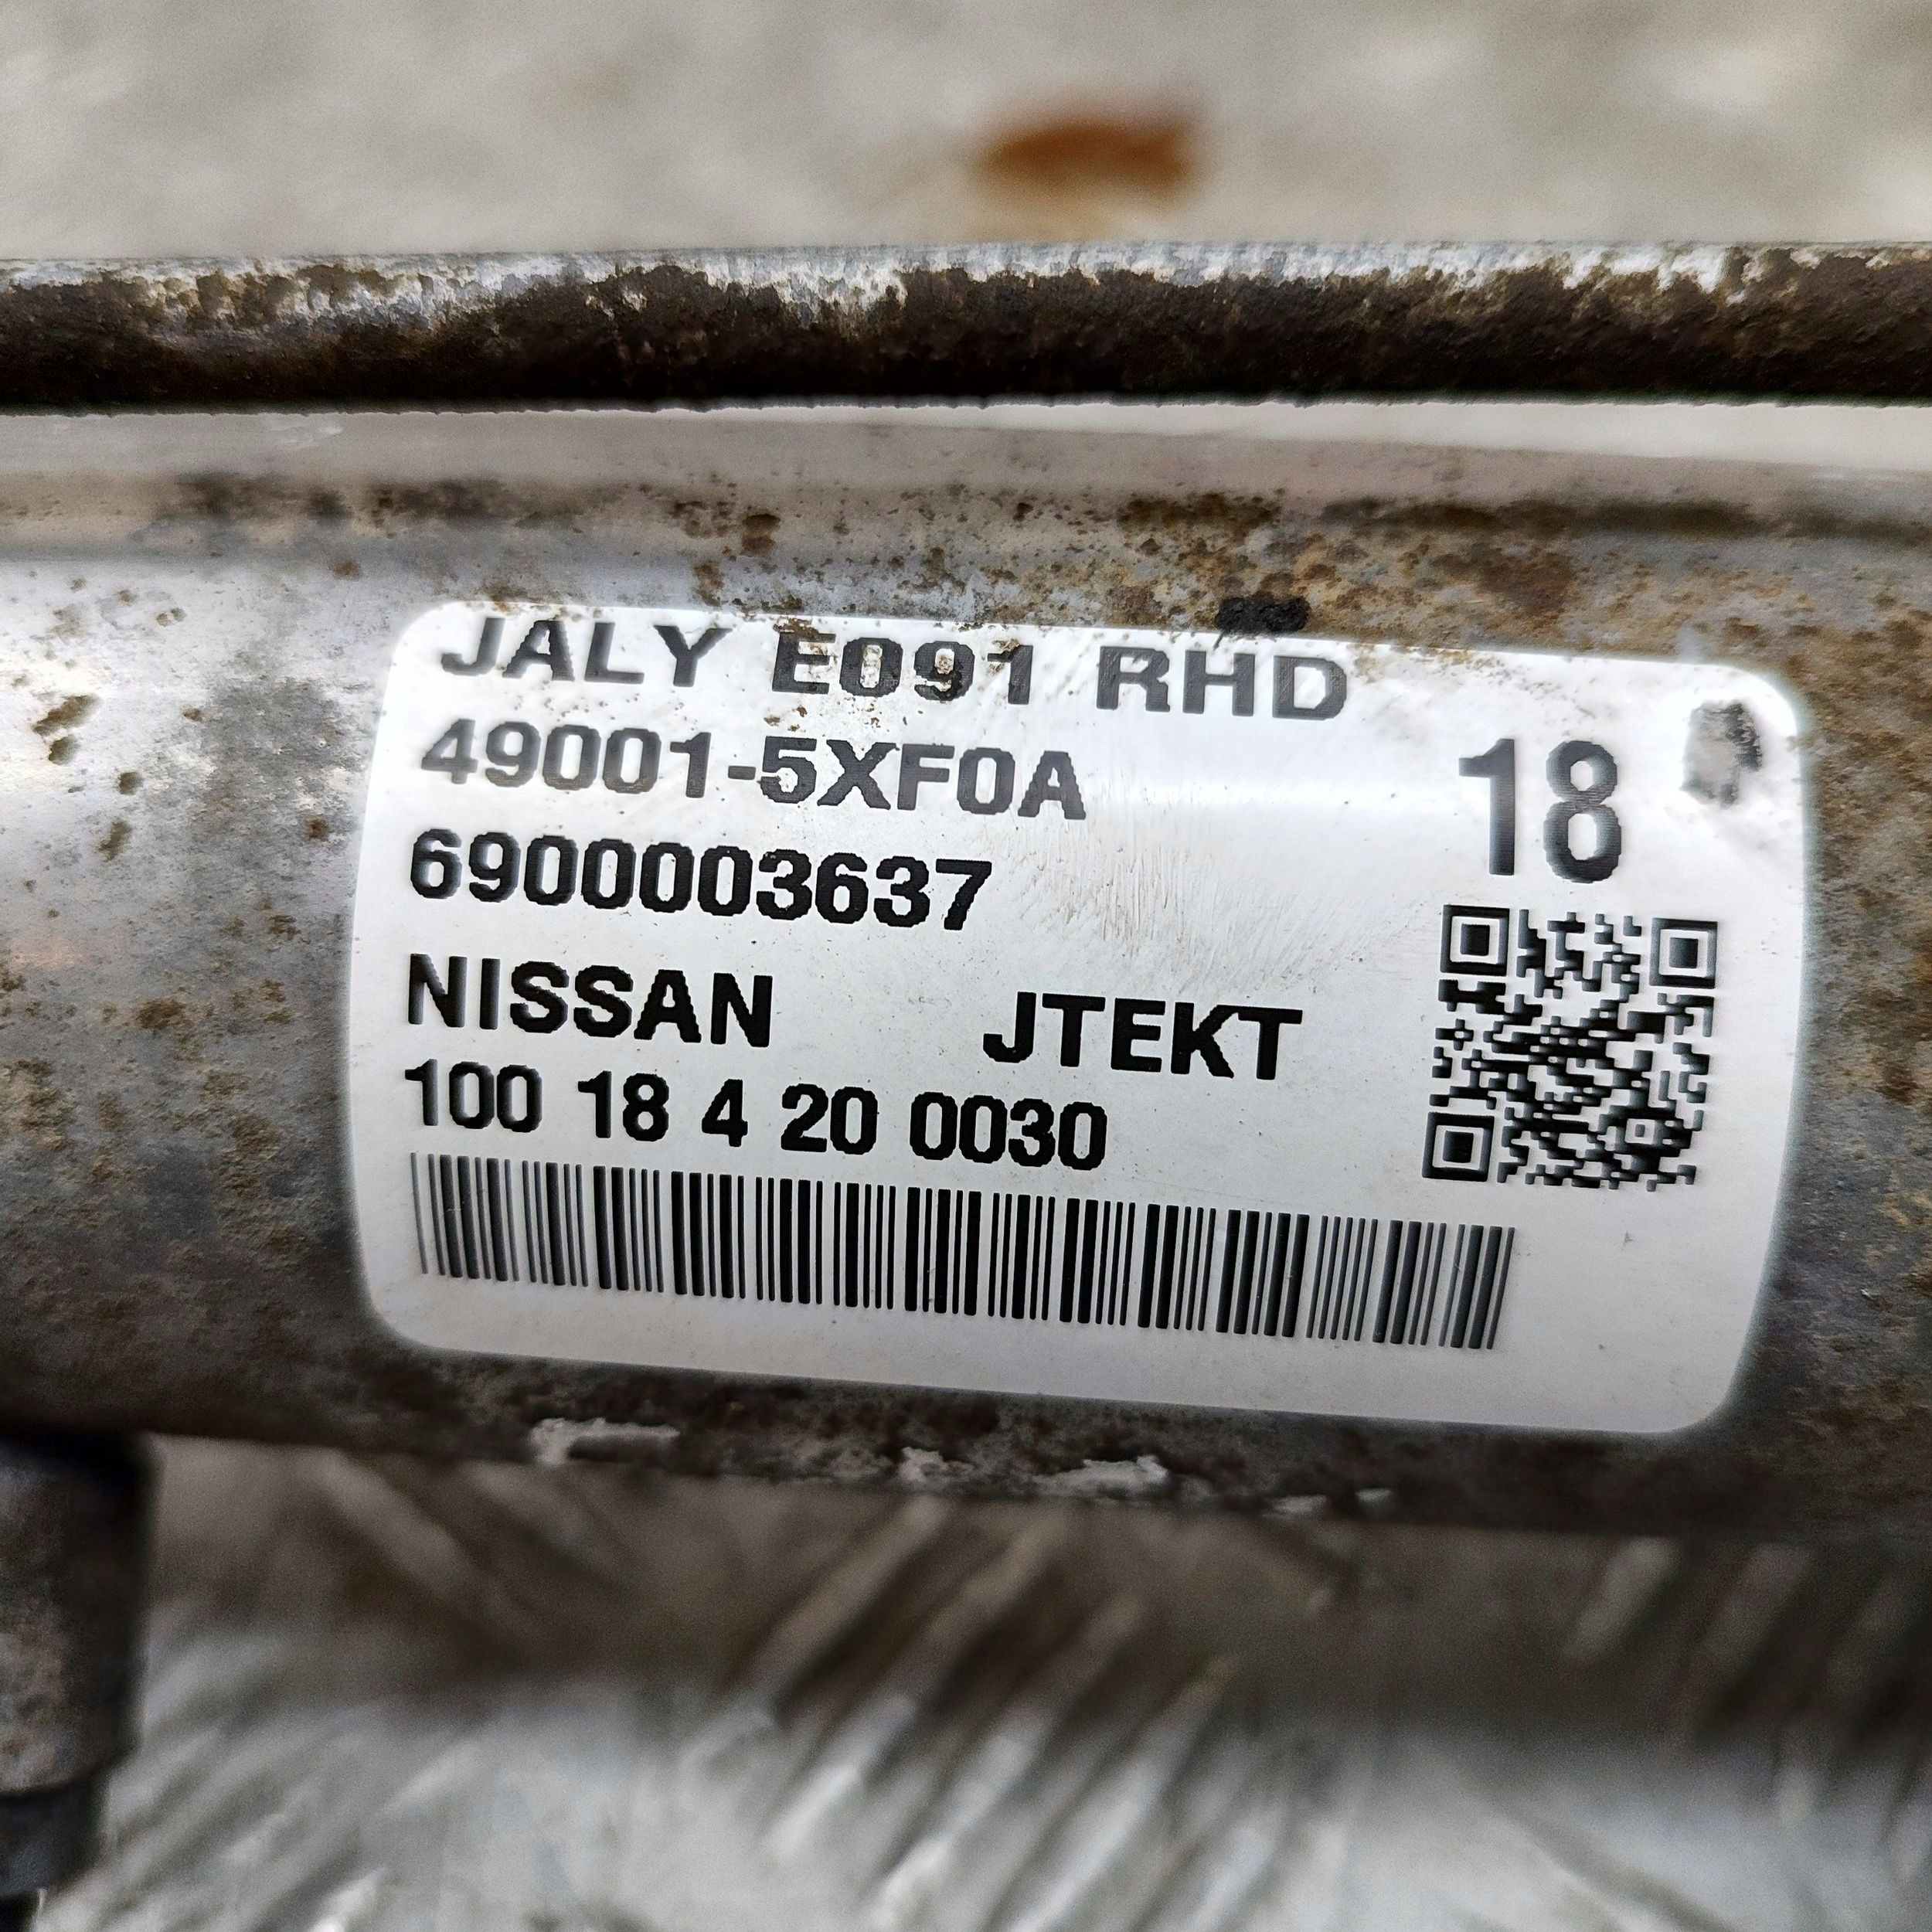 JALY E091 RHD
49001-5XF0A
18
6900003637
NISSAN JTEKT
100 18 4 20 0030